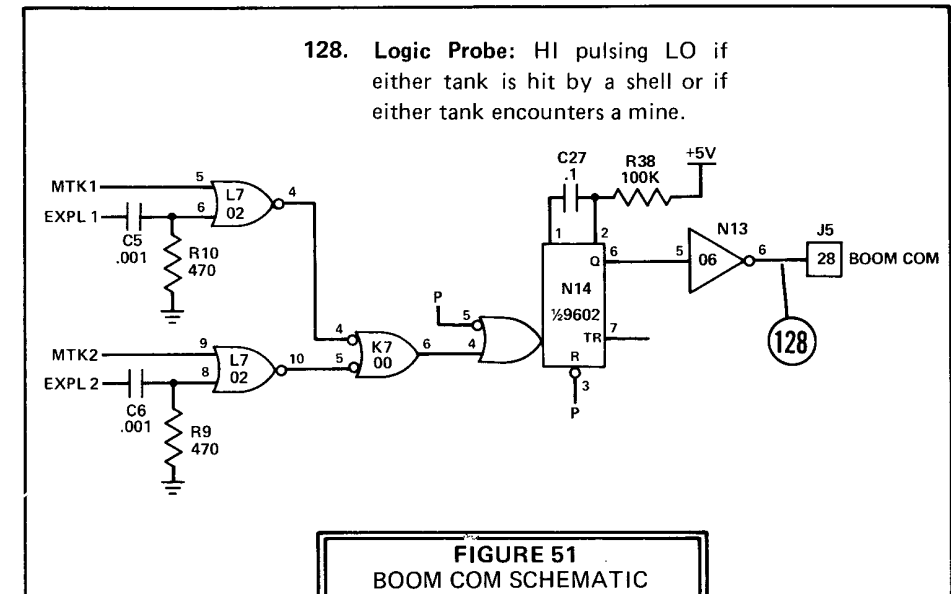 128. Logic Probe: HI pulsing LO if
either tank is hit by a shell or if
either tank encounters a mine.
C27
.1
R38
100K
+5V
MTK1
5
L7
02
4
EXPL 1
6
C5
.001
R10
470
1
2
N13
J5
Q
6
5
06
6
28
BOOM COM
N14
½9602
P
5
4
TR
7
128
4
K7
00
6
5
R
3
P
MTK2
9
L7
02
10
EXPL 2
8
C6
.001
R9
470
FIGURE 51
BOOM COM SCHEMATIC